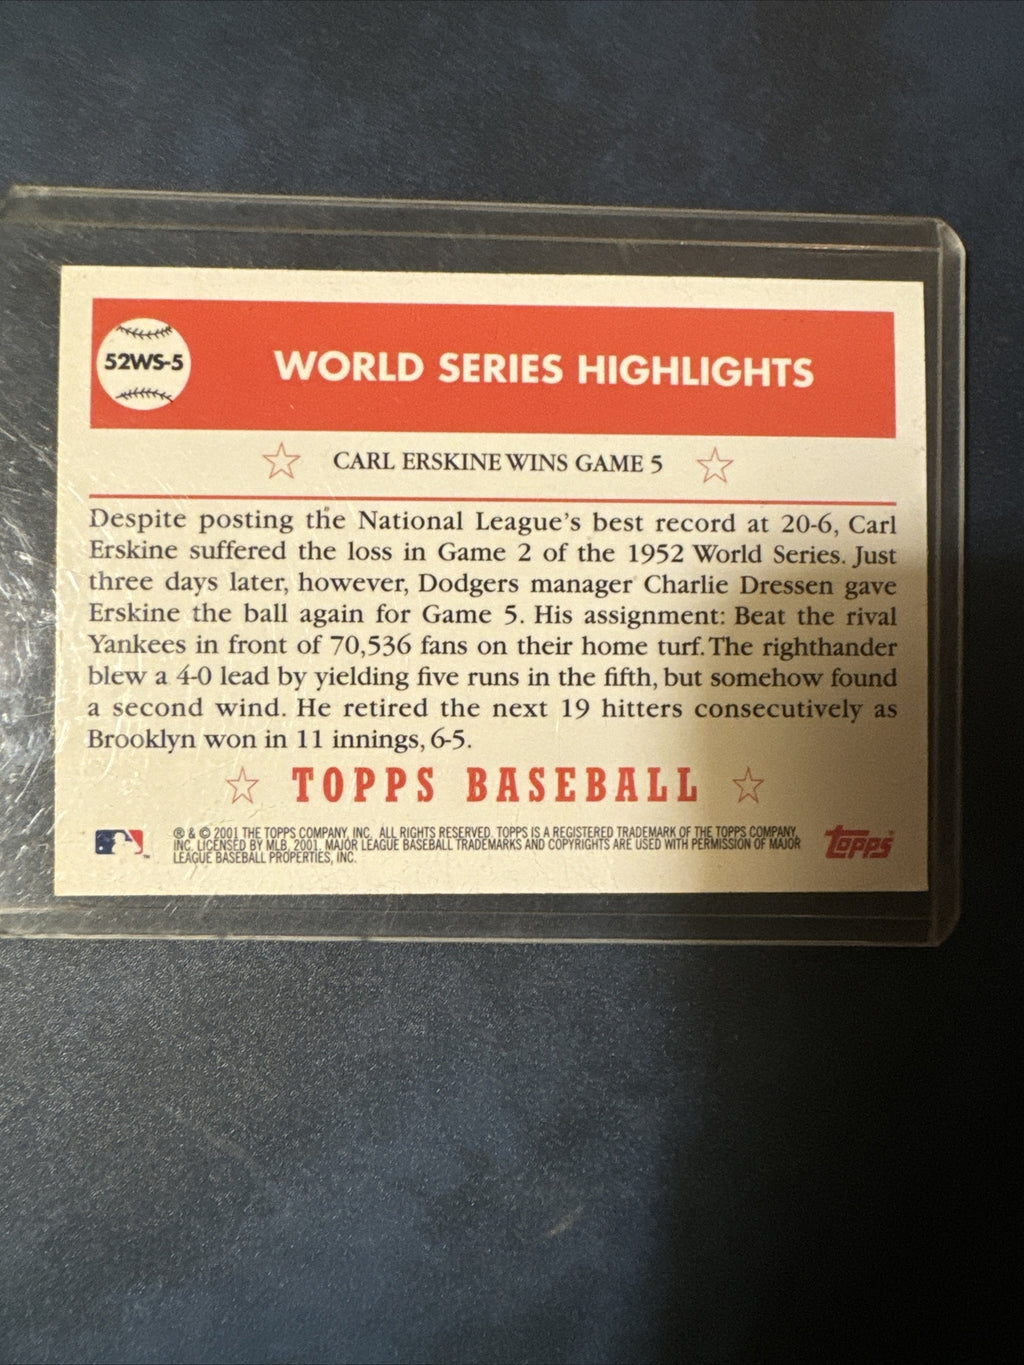 52WS-5
WORLD SERIES HIGHLIGHTS
CARL ERSKINE WINS GAME 5
Despite posting the National League's best record at 20-6, Carl
Erskine suffered the loss in Game 2 of the 1952 World Series. Just
three days later, however, Dodgers manager Charlie Dressen gave
Erskine the ball again for Game 5. His assignment: Beat the rival
Yankees in front of 70,536 fans on their home turf. The righthander
blew a 4-0 lead by yielding five runs in the fifth, but somehow found
a second wind. He retired the next 19 hitters consecutively as
Brooklyn won in 11 innings, 6-5.
TOPPS BASEBALL
® & © 2001 THE TOPPS COMPANY, INC. ALL RIGHTS RESERVED. TOPPS IS A REGISTERED TRADEMARK OF THE TOPPS COMPANY,
INC. LICENSED BY MLB, 2001. MAJOR LEAGUE BASEBALL TRADEMARKS AND COPYRIGHTS ARE USED WITH PERMISSION OF MAJOR
LEAGUE BASEBALL PROPERTIES, INC.
Topps®